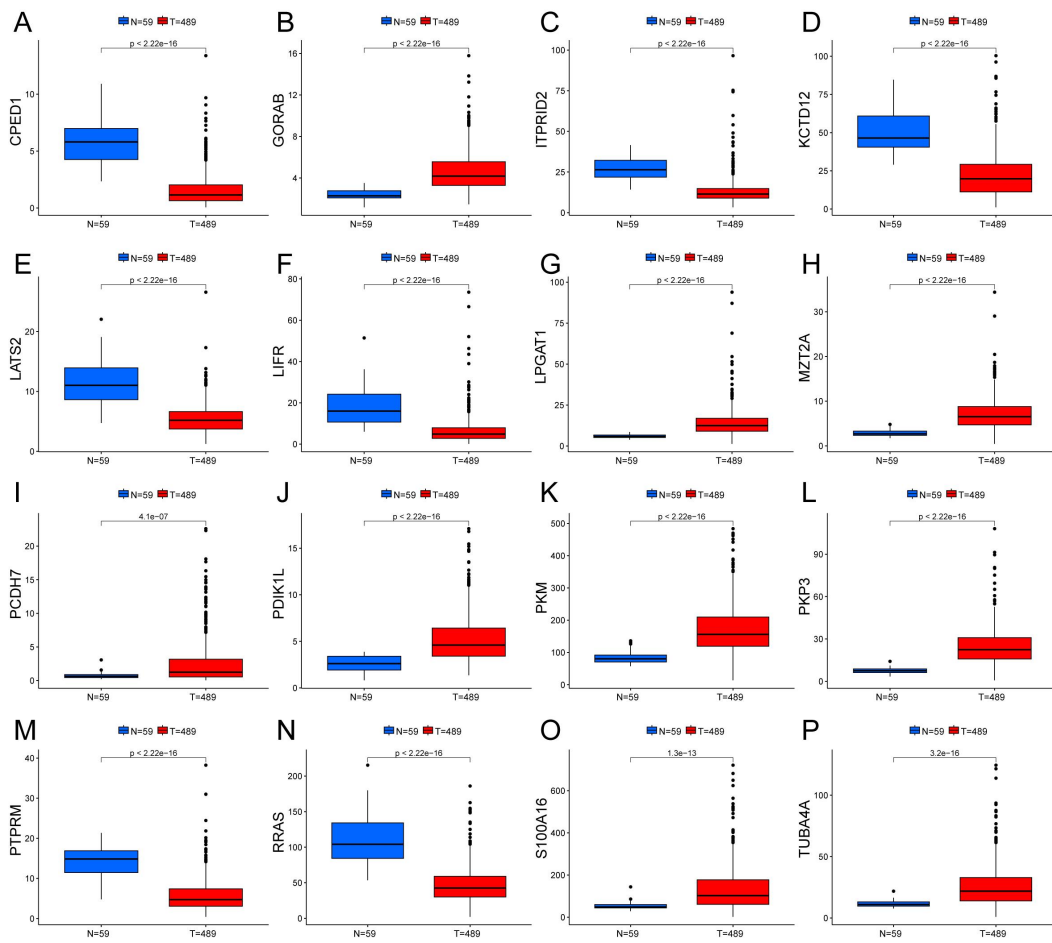 A
N=59 T=489
p < 2.22e−16
CPED1
10
5
0
N=59 T=489
B
N=59 T=489
p < 2.22e−16
GORAB
16
12
8
4
N=59 T=489
C
N=59 T=489
p < 2.22e−16
ITPRID2
100
75
50
25
0
N=59 T=489
D
N=59 T=489
p < 2.22e−16
KCTD12
100
75
50
25
0
N=59 T=489
E
N=59 T=489
p < 2.22e−16
LATS2
20
10
0
N=59 T=489
F
N=59 T=489
p < 2.22e−16
LIFR
80
60
40
20
0
N=59 T=489
G
N=59 T=489
p < 2.22e−16
LPGAT1
100
75
50
25
0
N=59 T=489
H
N=59 T=489
p < 2.22e−16
MZT2A
30
20
10
0
N=59 T=489
I
N=59 T=489
4.1e−07
PCDH7
25
20
15
10
5
0
N=59 T=489
J
N=59 T=489
p < 2.22e−16
PDIK1L
15
10
5
0
N=59 T=489
K
N=59 T=489
p < 2.22e−16
PKM
500
400
300
200
100
0
N=59 T=489
L
N=59 T=489
p < 2.22e−16
PKP3
90
60
30
0
N=59 T=489
M
N=59 T=489
p < 2.22e−16
PTPRM
40
30
20
10
0
N=59 T=489
N
N=59 T=489
p < 2.22e−16
RRAS
200
150
100
50
0
N=59 T=489
O
N=59 T=489
1.3e−13
S100A16
800
600
400
200
0
N=59 T=489
P
N=59 T=489
3.2e−16
TUBA4A
100
50
0
N=59 T=489